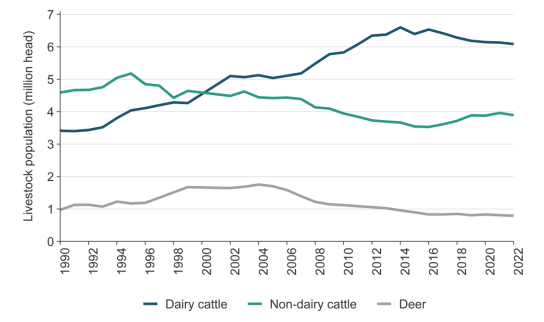 Livestock population (million head)
7
6
5
4
3
2
1
0
1990 1992 1994 1996 1998 2000 2002 2004 2006 2008 2010 2012 2014 2016 2018 2020 2022
Dairy cattle Non-dairy cattle Deer